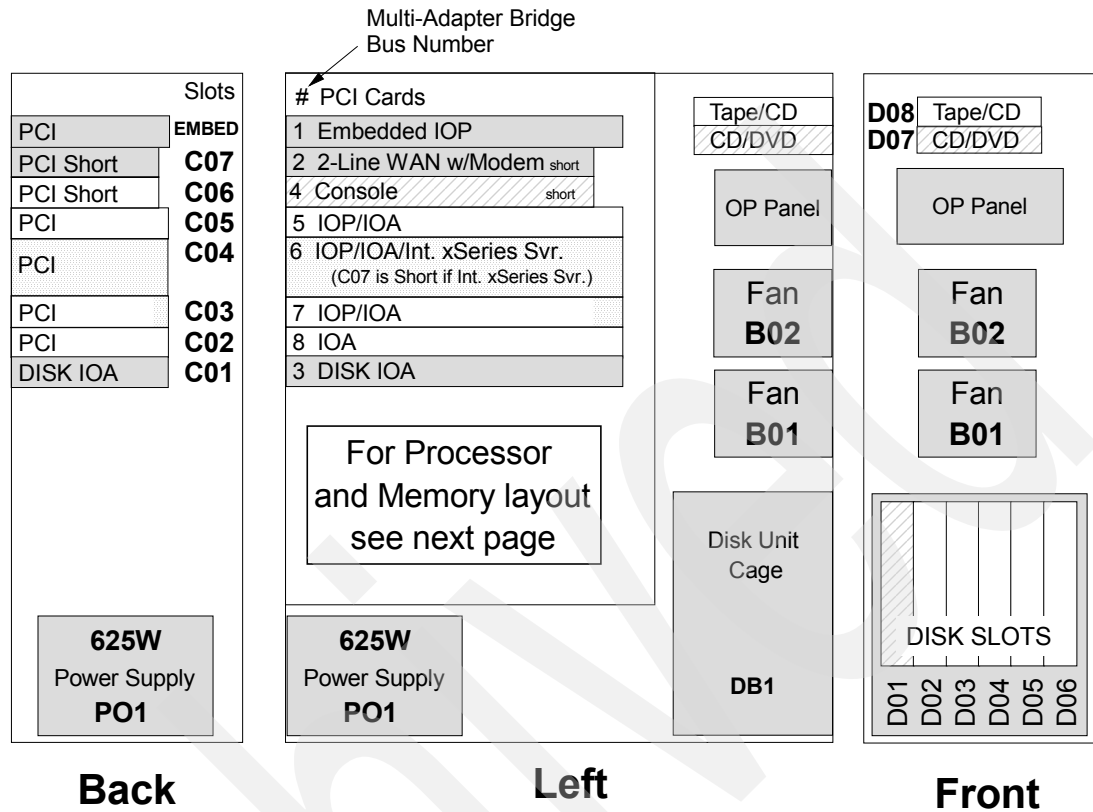 Multi-Adapter Bridge
Bus Number
Slots
PCI EMBED
PCI Short C07
PCI Short C06
PCI C05
PCI C04
PCI C03
PCI C02
DISK IOA C01
625W
Power Supply
PO1
Back
# PCI Cards
1 Embedded IOP
2 2-Line WAN w/Modem short
4 Console short
5 IOP/IOA
6 IOP/IOA/Int. xSeries Svr.
(C07 is Short if Int. xSeries Svr.)
7 IOP/IOA
8 IOA
3 DISK IOA
For Processor
and Memory layout
see next page
625W
Power Supply
PO1
Tape/CD
CD/DVD
OP Panel
Fan
B02
Fan
B01
Disk Unit
Cage
DB1
Left
D08 Tape/CD
D07 CD/DVD
OP Panel
Fan
B02
Fan
B01
DISK SLOTS
D01 D02 D03 D04 D05 D06
Front